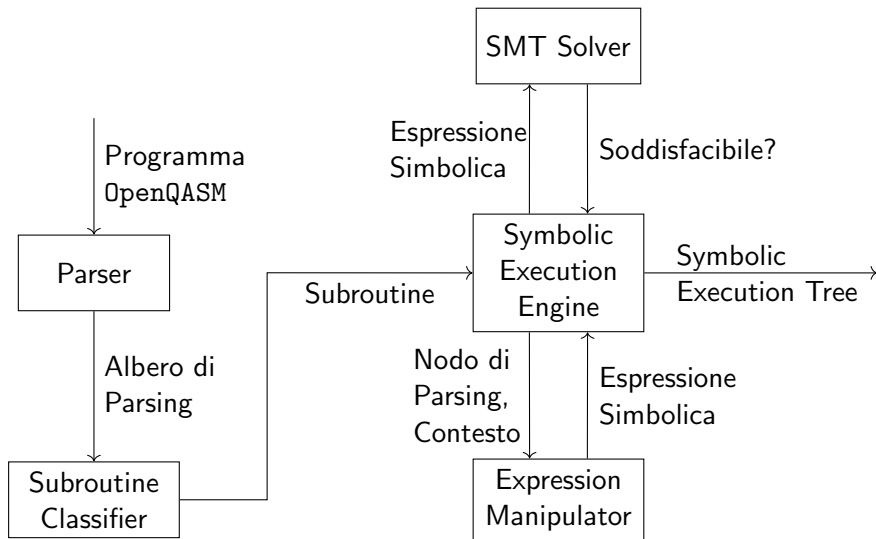 SMT Solver
Espressione
Simbolica
Soddisfacibile?
Programma
OpenQASM
Parser
Subroutine
Symbolic
Execution
Engine
Symbolic
Execution Tree
Albero di
Parsing
Nodo di
Parsing,
Contesto
Espressione
Simbolica
Subroutine
Classifier
Expression
Manipulator